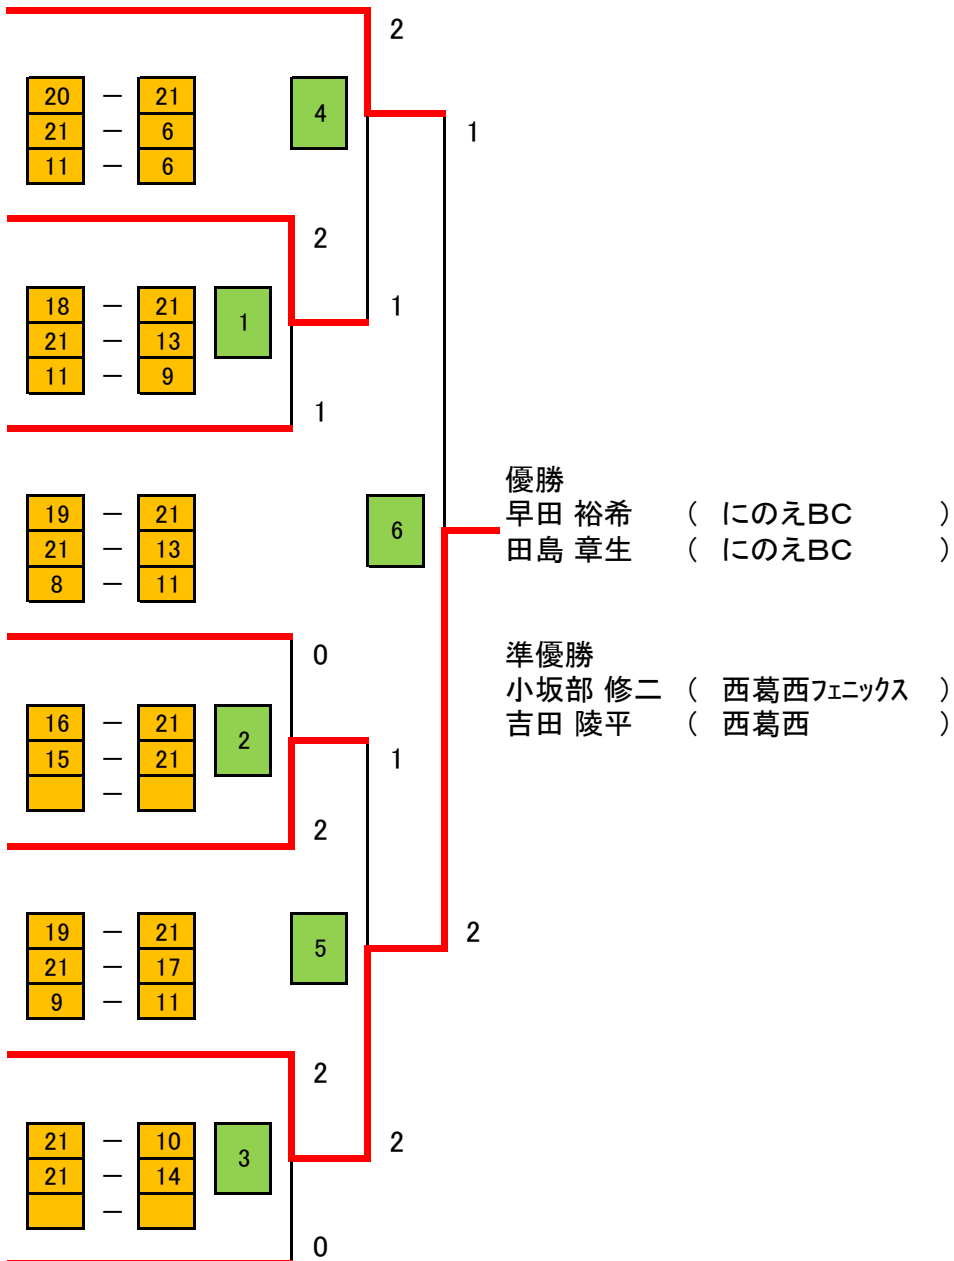 2
20 － 21
4
21 － 6
1
11 － 6
2
18 － 21
1
1
21 － 13
11 － 9
1
優勝
19 － 21
6
早田 裕希 （ にのえBC ）
21 － 13
田島 章生 （ にのえBC ）
8 － 11
0
準優勝
小坂部 修二 （ 西葛西フェニックス ）
16 － 21
2
吉田 陵平 （ 西葛西 ）
15 － 21
1
－
2
19 － 21
2
21 － 17
5
9 － 11
2
21 － 10
2
21 － 14
3
－
0